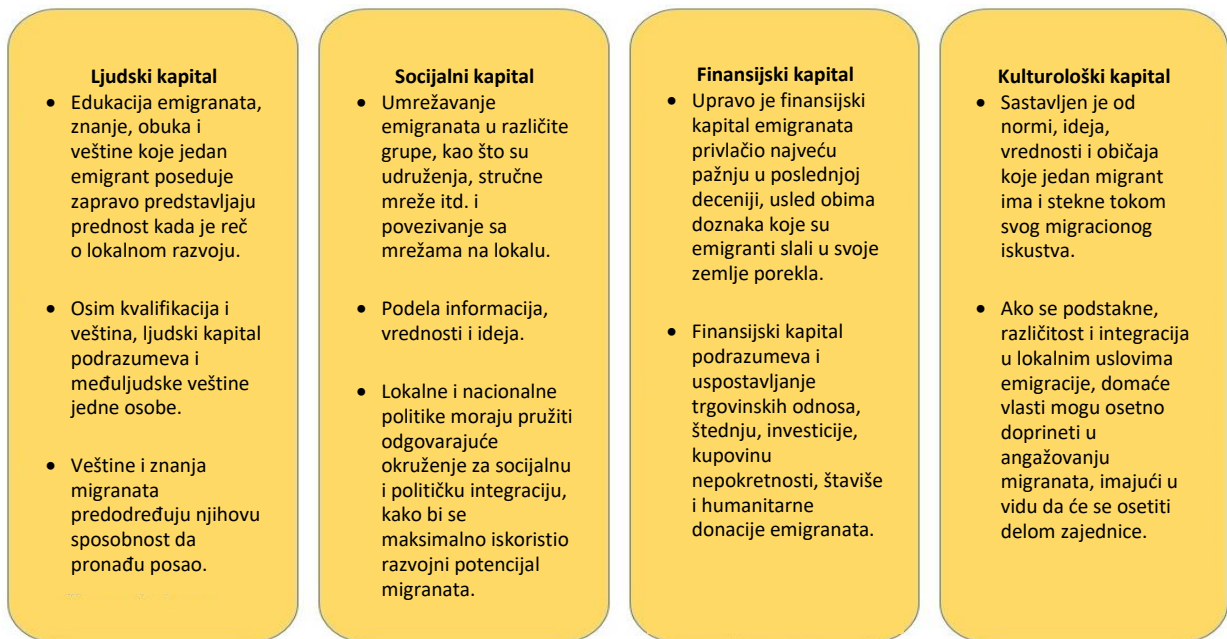 Ljudski kapital
• Edukacija emigranata,
znanje, obuka i
veštine koje jedan
emigrant poseduje
zapravo predstavljaju
prednost kada je reč
o lokalnom razvoju.
• Osim kvalifikacija i
veština, ljudski kapital
podrazumeva i
međuljudske veštine
jedne osobe.
• Veštine i znanja
migranata
predodređuju njihovu
sposobnost da
pronađu posao.
Socijalni kapital
• Umrežavanje
emigranata u različite
grupe, kao što su
udruženja, stručne
mreže itd. i
povezivanje sa
mrežama na lokalu.
• Podela informacija,
vrednosti i ideja.
• Lokalne i nacionalne
politike moraju pružiti
odgovarajuće
okruženje za socijalnu
i političku integraciju,
kako bi se
maksimalno iskoristio
razvojni potencijal
migranata.
Finansijski kapital
• Upravo je finansijski
kapital emigranata
privlačio najveću
pažnju u poslednjoj
deceniji, usled obima
doznaka koje su
emigranti slali u svoje
zemlje porekla.
• Finansijski kapital
podrazumeva i
uspostavljanje
trgovinskih odnosa,
štednju, investicije,
kupovinu
nepokretnosti, štaviše
i humanitarne
donacije emigranata.
Kulturološki kapital
• Sastavljen je od
normi, ideja,
vrednosti i običaja
koje jedan migrant
ima i stekne tokom
svog migracionog
iskustva.
• Ako se podstakne,
različitost i integracija
u lokalnim uslovima
emigracije, domaće
vlasti mogu osetno
doprineti u
angažovanju
migranata, imajući u
vidu da će se osetiti
delom zajednice.